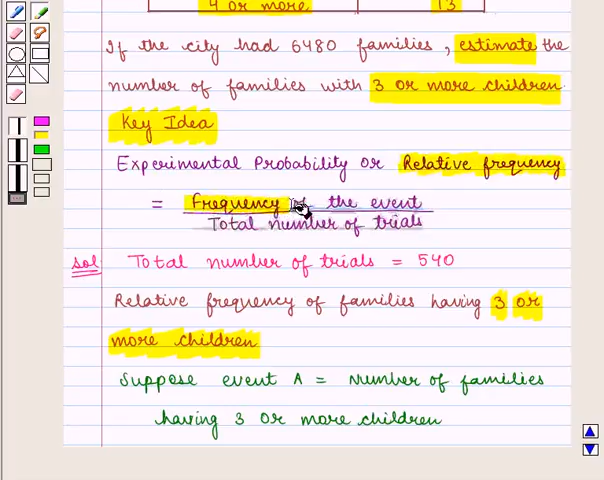 4 or more 13
If the city had 6480 families, estimate the
number of families with 3 or more children.
Key Idea
Experimental Probability or Relative frequency
= Frequency of the event
Total number of trials
Sol Total number of trials = 540
Relative frequency of families having 3 or
more children
Suppose event A = Number of families
having 3 or more children